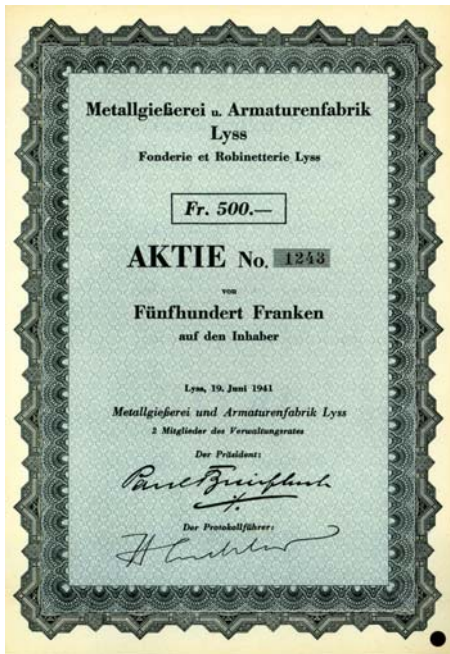 Metallgießerei u. Armaturenfabrik
Lyss
Fonderie et Robinetterie Lyss
Fr. 500.—
AKTIE No. 1243
von
Fünfhundert Franken
auf den Inhaber
Lyss, 19. Juni 1941
Metallgießerei und Armaturenfabrik Lyss
2 Mitglieder des Verwaltungsrates
Der Präsident:
Der Protokollführer: